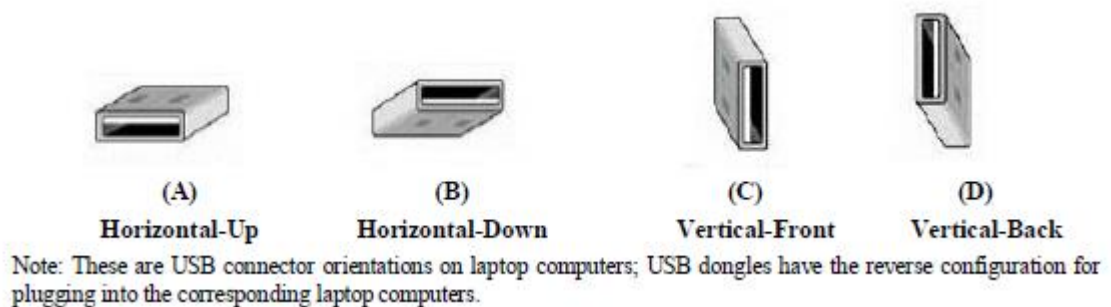 (A) (B) (C) (D)
Horizontal-Up Horizontal-Down Vertical-Front Vertical-Back
Note: These are USB connector orientations on laptop computers; USB dongles have the reverse configuration for
plugging into the corresponding laptop computers.